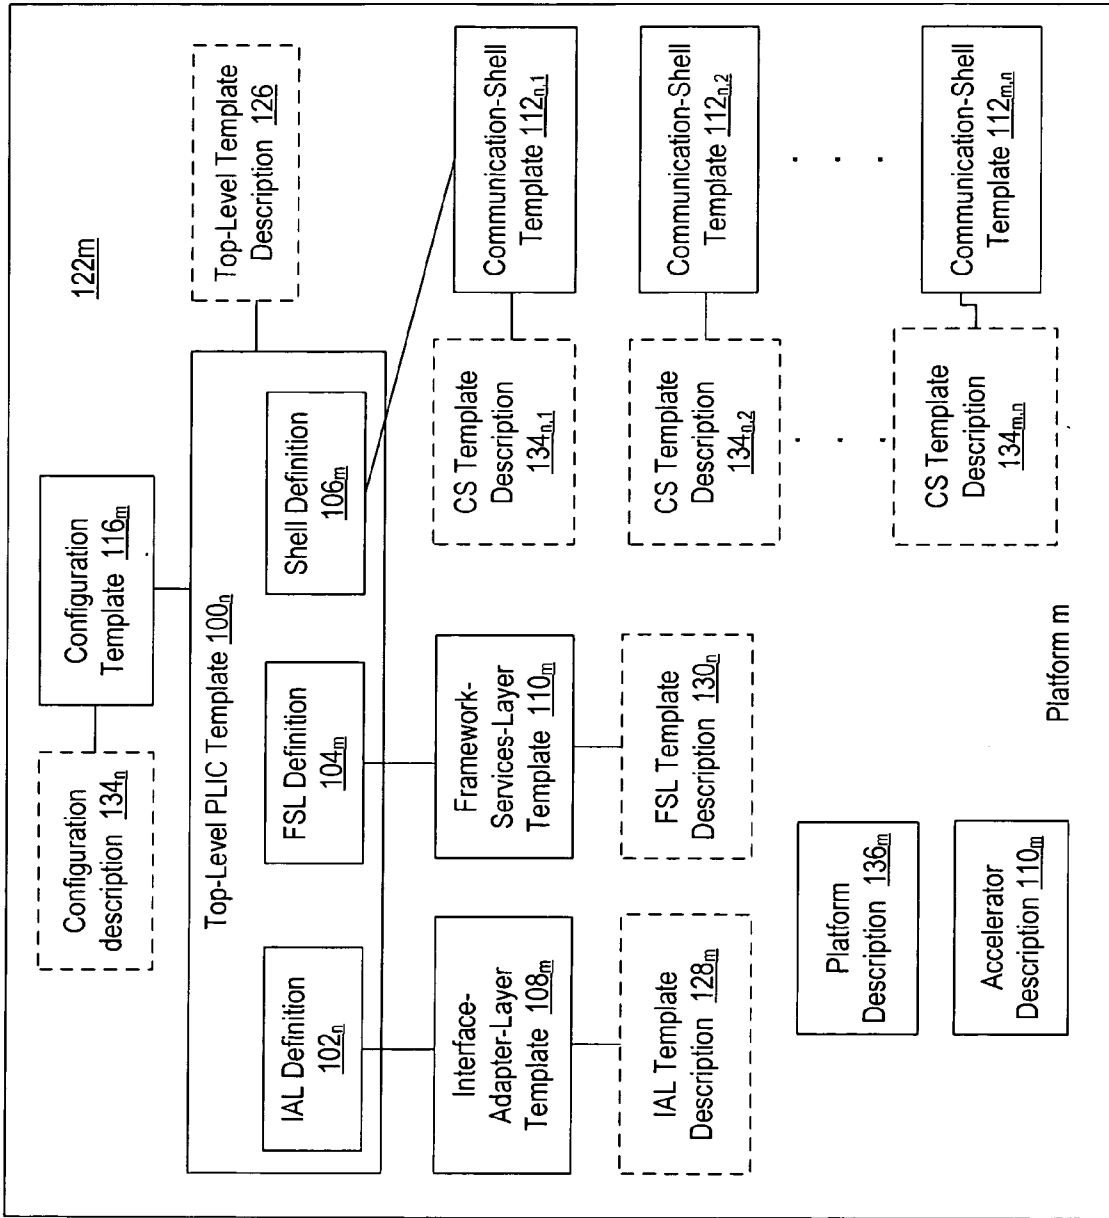 122m
Configuration
description 134n
Configuration
Template 116m
Top-Level Template
Description 126
Top-Level PLIC Template 100n
IAL Definition
102n
FSL Definition
104m
Shell Definition
106m
Interface-
Adapter-Layer
Template 108m
Framework-
Services-Layer
Template 110m
CS Template
Description
134n,1
Communication-Shell
Template 112n,1
IAL Template
Description 128m
FSL Template
Description 130n
CS Template
Description
134n,2
Communication-Shell
Template 112n,2
. . .
. . .
Platform
Description 136m
CS Template
Description
134m,n
Communication-Shell
Template 112m,n
Accelerator
Description 110m
Platform m